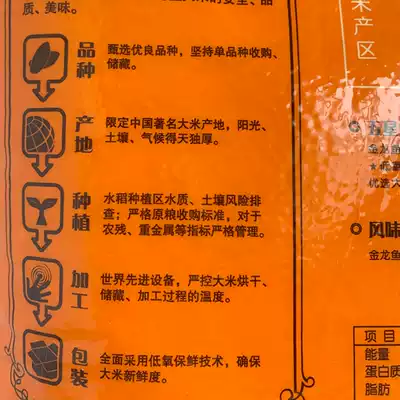 质、美味。
品种
甄选优良品种，坚持单品种收购、
储藏。
产地
限定中国著名大米产地，阳光、
土壤、气候得天独厚。
种植
水稻种植区水质、土壤风险排
查；严格原粮收购标准，对于
农残、重金属等指标严格管理。
加工
世界先进设备，严控大米烘干、
储藏、加工过程的温度。
包装
全面采用低氧保鲜技术，确保
大米新鲜度。
产区
金龙鱼
优选大
◎风味
金龙鱼
项目
能量
蛋白质
脂肪